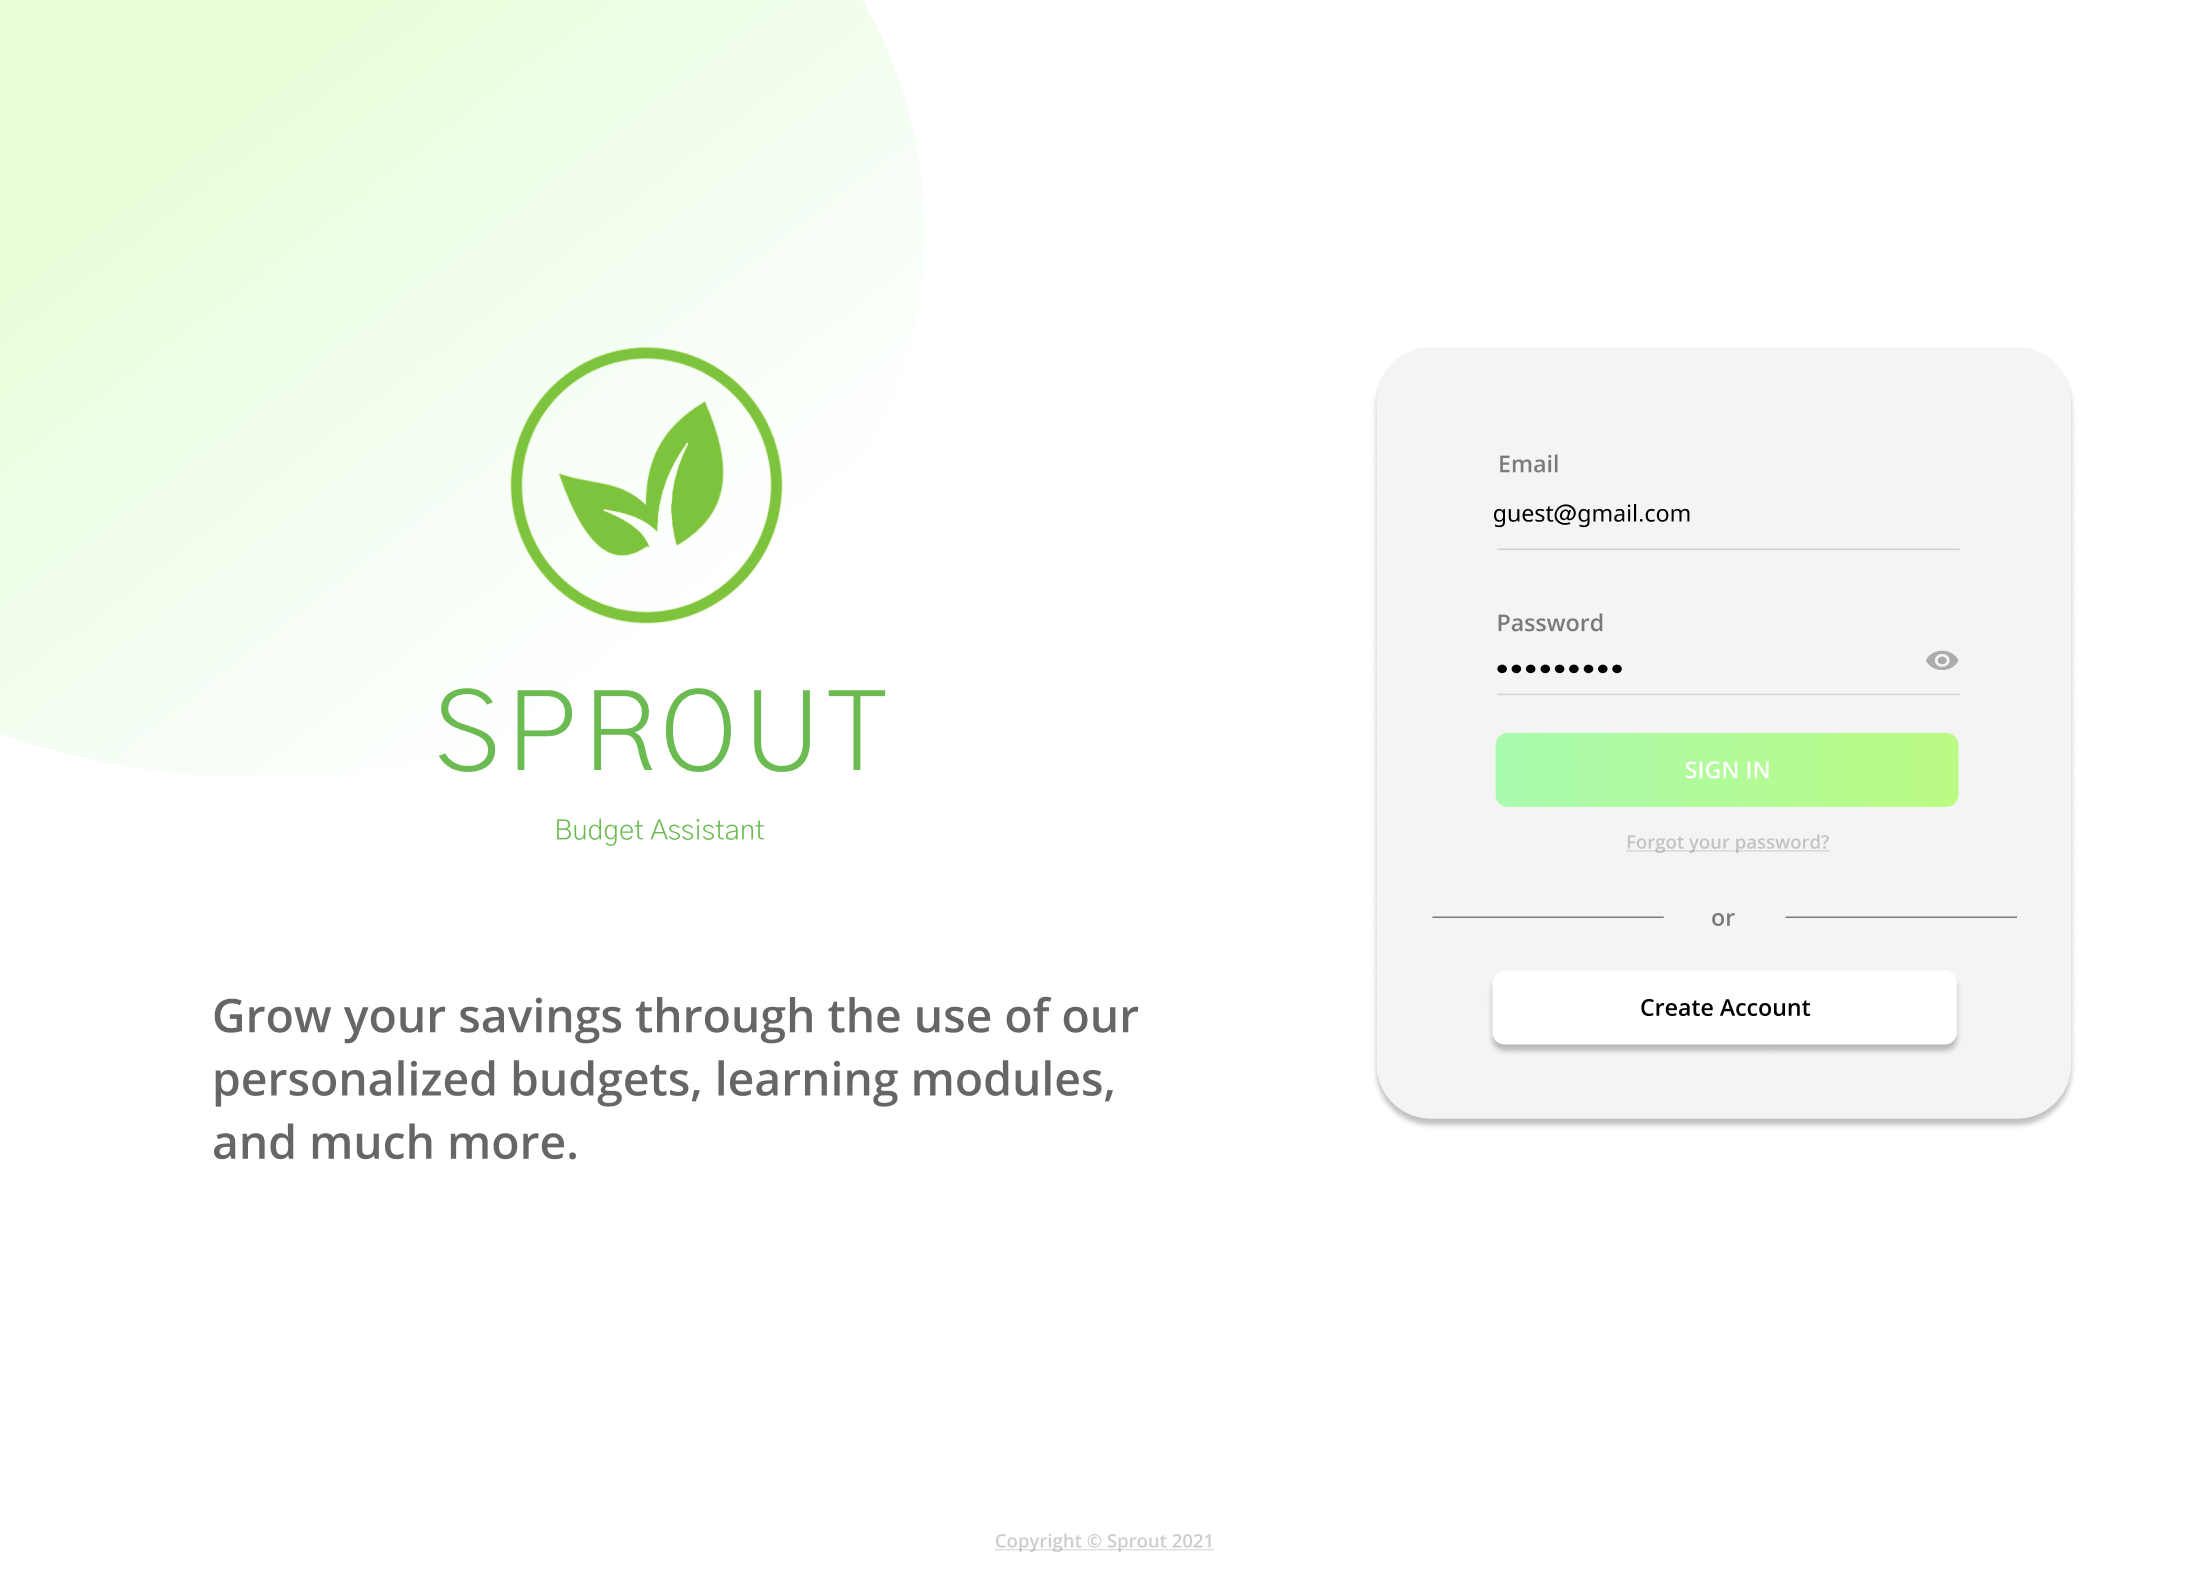 SPROUT
Budget Assistant
Grow your savings through the use of our
personalized budgets, learning modules,
and much more.
Email
guest@gmail.com
Password
•••••••••
SIGN IN
Forgot your password?
or
Create Account
Copyright © Sprout 2021